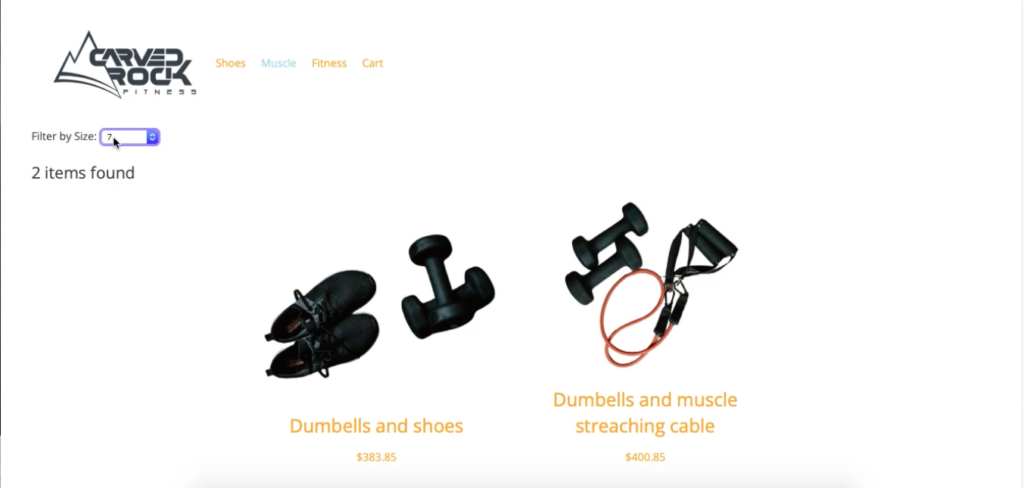 CARVED
ROCK
FITNESS
Shoes Muscle Fitness Cart
Filter by Size: 7
2 items found
Dumbells and shoes
$383.85
Dumbells and muscle
streaching cable
$400.85